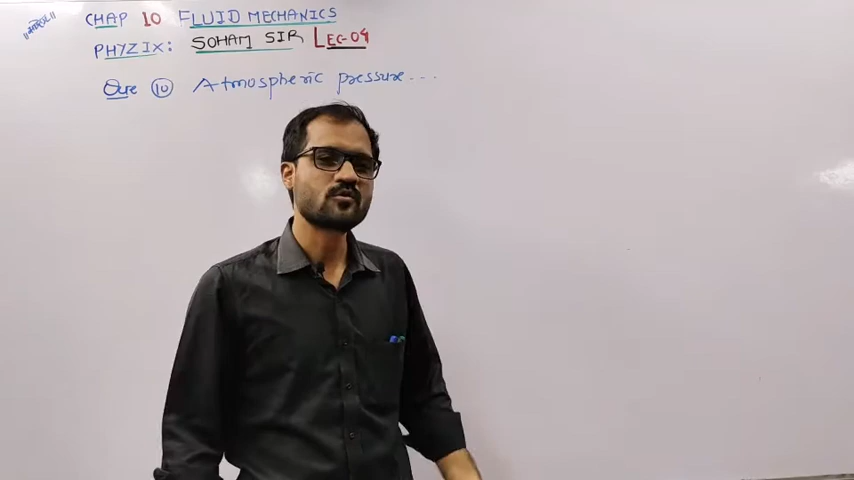 CHAP 10 FLUID MECHANICS
PHYZIX: SOHAM SIR LEC-04
Que 10 Atmospheric pressure....